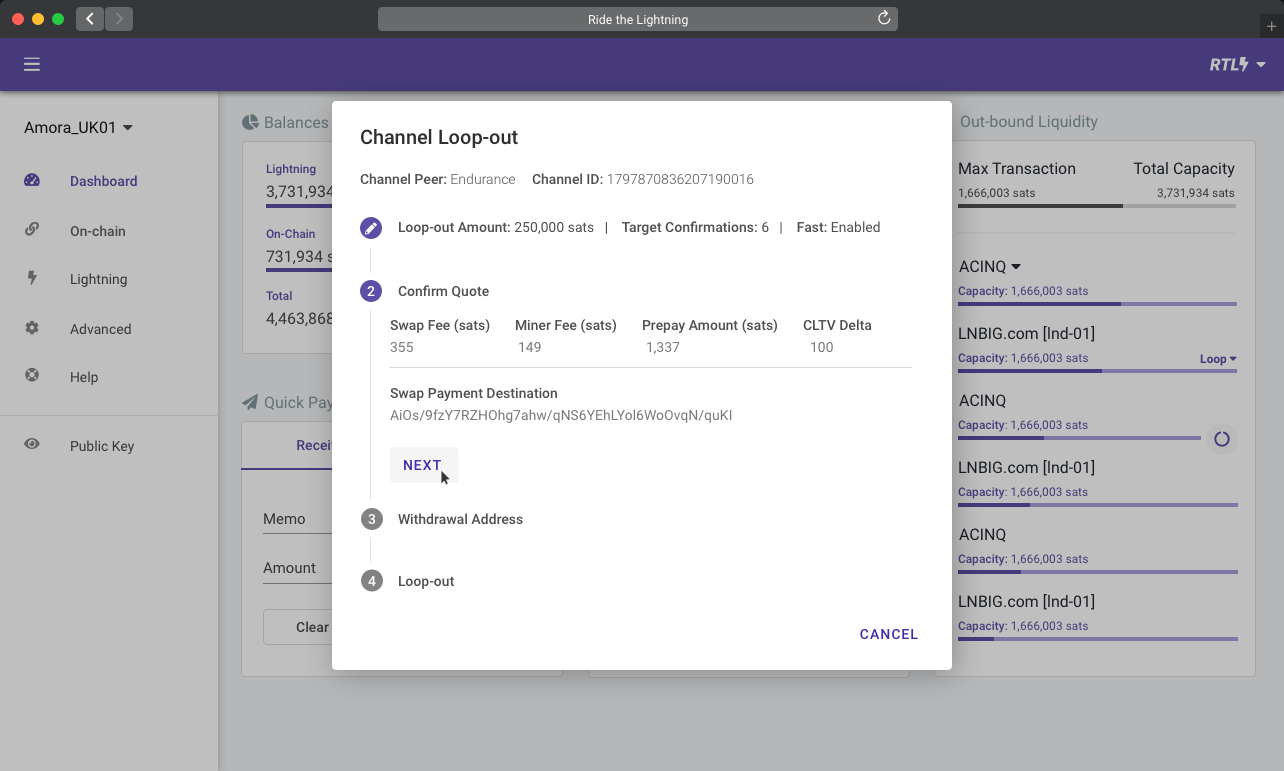 Ride the Lightning
RTL
Amora_UK01
Dashboard
On-chain
Lightning
Advanced
Help
Public Key
Balances
Lightning
3,731,934
On-Chain
731,934 s
Total
4,463,868
Quick Pay
Recei
Memo
Amount
Clear
Channel Loop-out
Channel Peer: Endurance Channel ID: 1797870836207190016
Loop-out Amount: 250,000 sats | Target Confirmations: 6 | Fast: Enabled
2 Confirm Quote
Swap Fee (sats) Miner Fee (sats) Prepay Amount (sats) CLTV Delta
355 149 1,337 100
Swap Payment Destination
AiOs/9fzY7RZHOhg7ahw/qNS6YEhLYol6WoOvqN/quKI
NEXT
3 Withdrawal Address
4 Loop-out
CANCEL
Out-bound Liquidity
Max Transaction Total Capacity
1,666,003 sats 3,731,934 sats
ACINQ
Capacity: 1,666,003 sats
LNBIG.com [Ind-01]
Capacity: 1,666,003 sats Loop
ACINQ
Capacity: 1,666,003 sats
LNBIG.com [Ind-01]
Capacity: 1,666,003 sats
ACINQ
Capacity: 1,666,003 sats
LNBIG.com [Ind-01]
Capacity: 1,666,003 sats